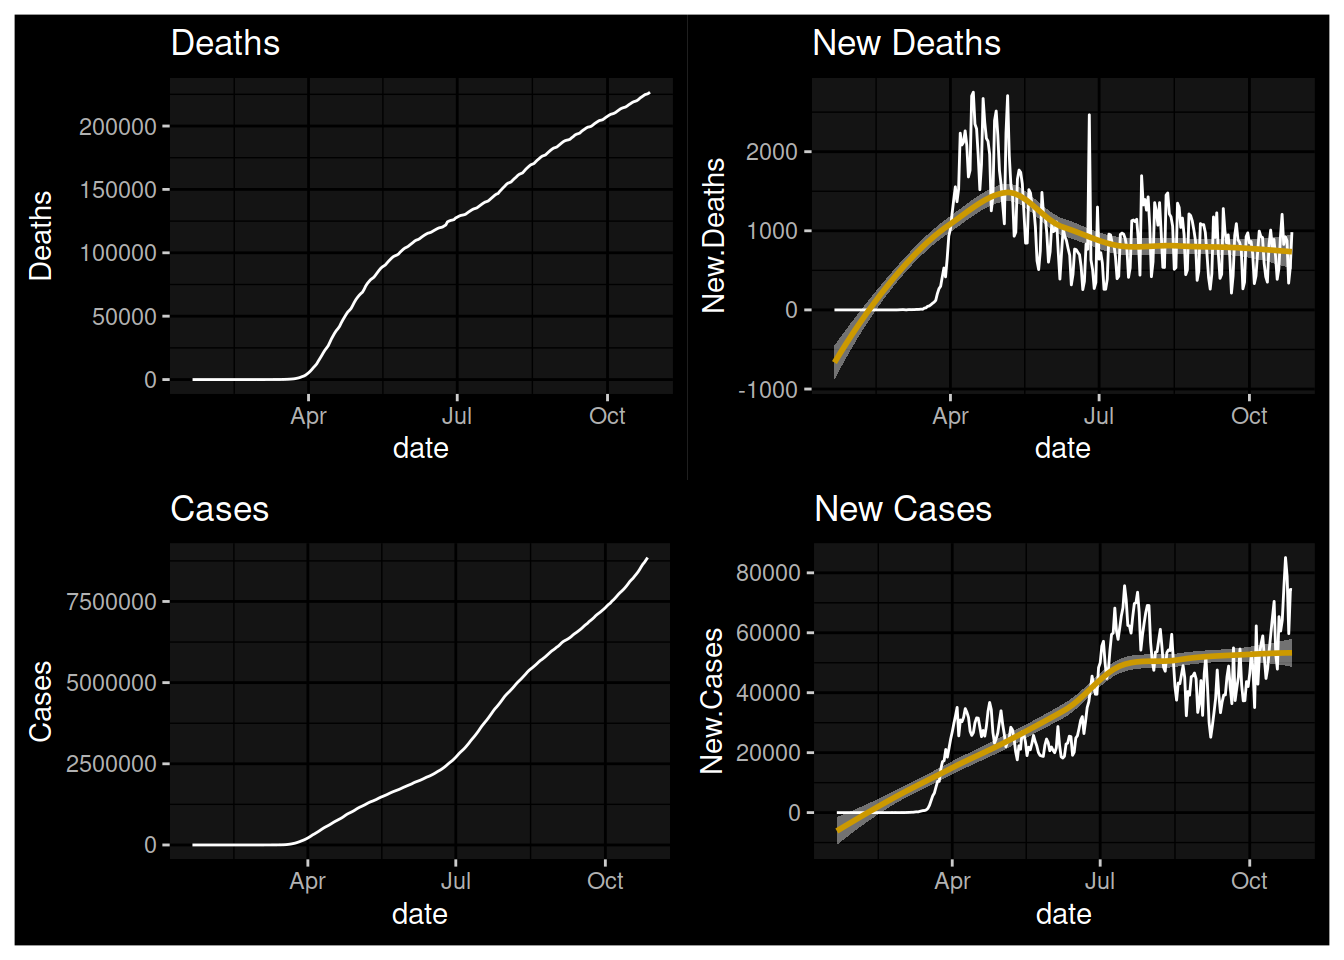 Deaths
Deaths
200000
150000
100000
50000
0
Apr Jul Oct
date
New Deaths
New.Deaths
2000
1000
0
-1000
Apr Jul Oct
date
Cases
Cases
7500000
5000000
2500000
0
Apr Jul Oct
date
New Cases
New.Cases
80000
60000
40000
20000
0
Apr Jul Oct
date